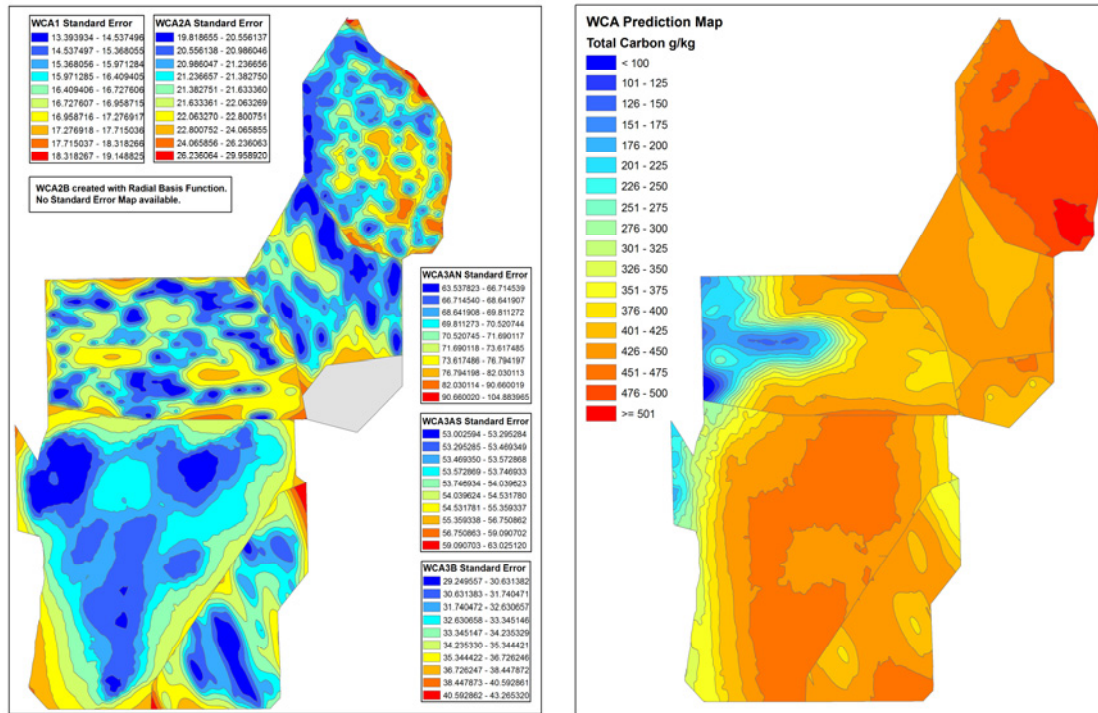 WCA1 Standard Error
13.393934 - 14.537496
14.537497 - 15.368055
15.368056 - 15.971284
15.971285 - 16.409405
16.409406 - 16.727606
16.727607 - 16.958715
16.958716 - 17.276917
17.276918 - 17.715036
17.715037 - 18.318266
18.318267 - 19.148825
WCA2A Standard Error
19.818655 - 20.556137
20.556138 - 20.986046
20.986047 - 21.236656
21.236657 - 21.382750
21.382751 - 21.633360
21.633361 - 22.063269
22.063270 - 22.800751
22.800752 - 24.065855
24.065856 - 26.236063
26.236064 - 29.958920
WCA2B created with Radial Basis Function.
No Standard Error Map available.
WCA3AN Standard Error
63.537823 - 66.714539
66.714540 - 68.641907
68.641908 - 69.811272
69.811273 - 70.520744
70.520745 - 71.690117
71.690118 - 73.617485
73.617486 - 76.794197
76.794198 - 82.030113
82.030114 - 90.660019
90.660020 - 104.883965
WCA3AS Standard Error
53.002594 - 53.295284
53.295285 - 53.469349
53.469350 - 53.572868
53.572869 - 53.746933
53.746934 - 54.039623
54.039624 - 54.531780
54.531781 - 55.359337
55.359338 - 56.750862
56.750863 - 59.090702
59.090703 - 63.025120
WCA3B Standard Error
29.249557 - 30.631382
30.631383 - 31.740471
31.740472 - 32.630657
32.630658 - 33.345146
33.345147 - 34.235329
34.235330 - 35.344421
35.344422 - 36.726246
36.726247 - 38.447872
38.447873 - 40.592861
40.592862 - 43.265320
WCA Prediction Map
Total Carbon g/kg
< 100
101 - 125
126 - 150
151 - 175
176 - 200
201 - 225
226 - 250
251 - 275
276 - 300
301 - 325
326 - 350
351 - 375
376 - 400
401 - 425
426 - 450
451 - 475
476 - 500
>= 501